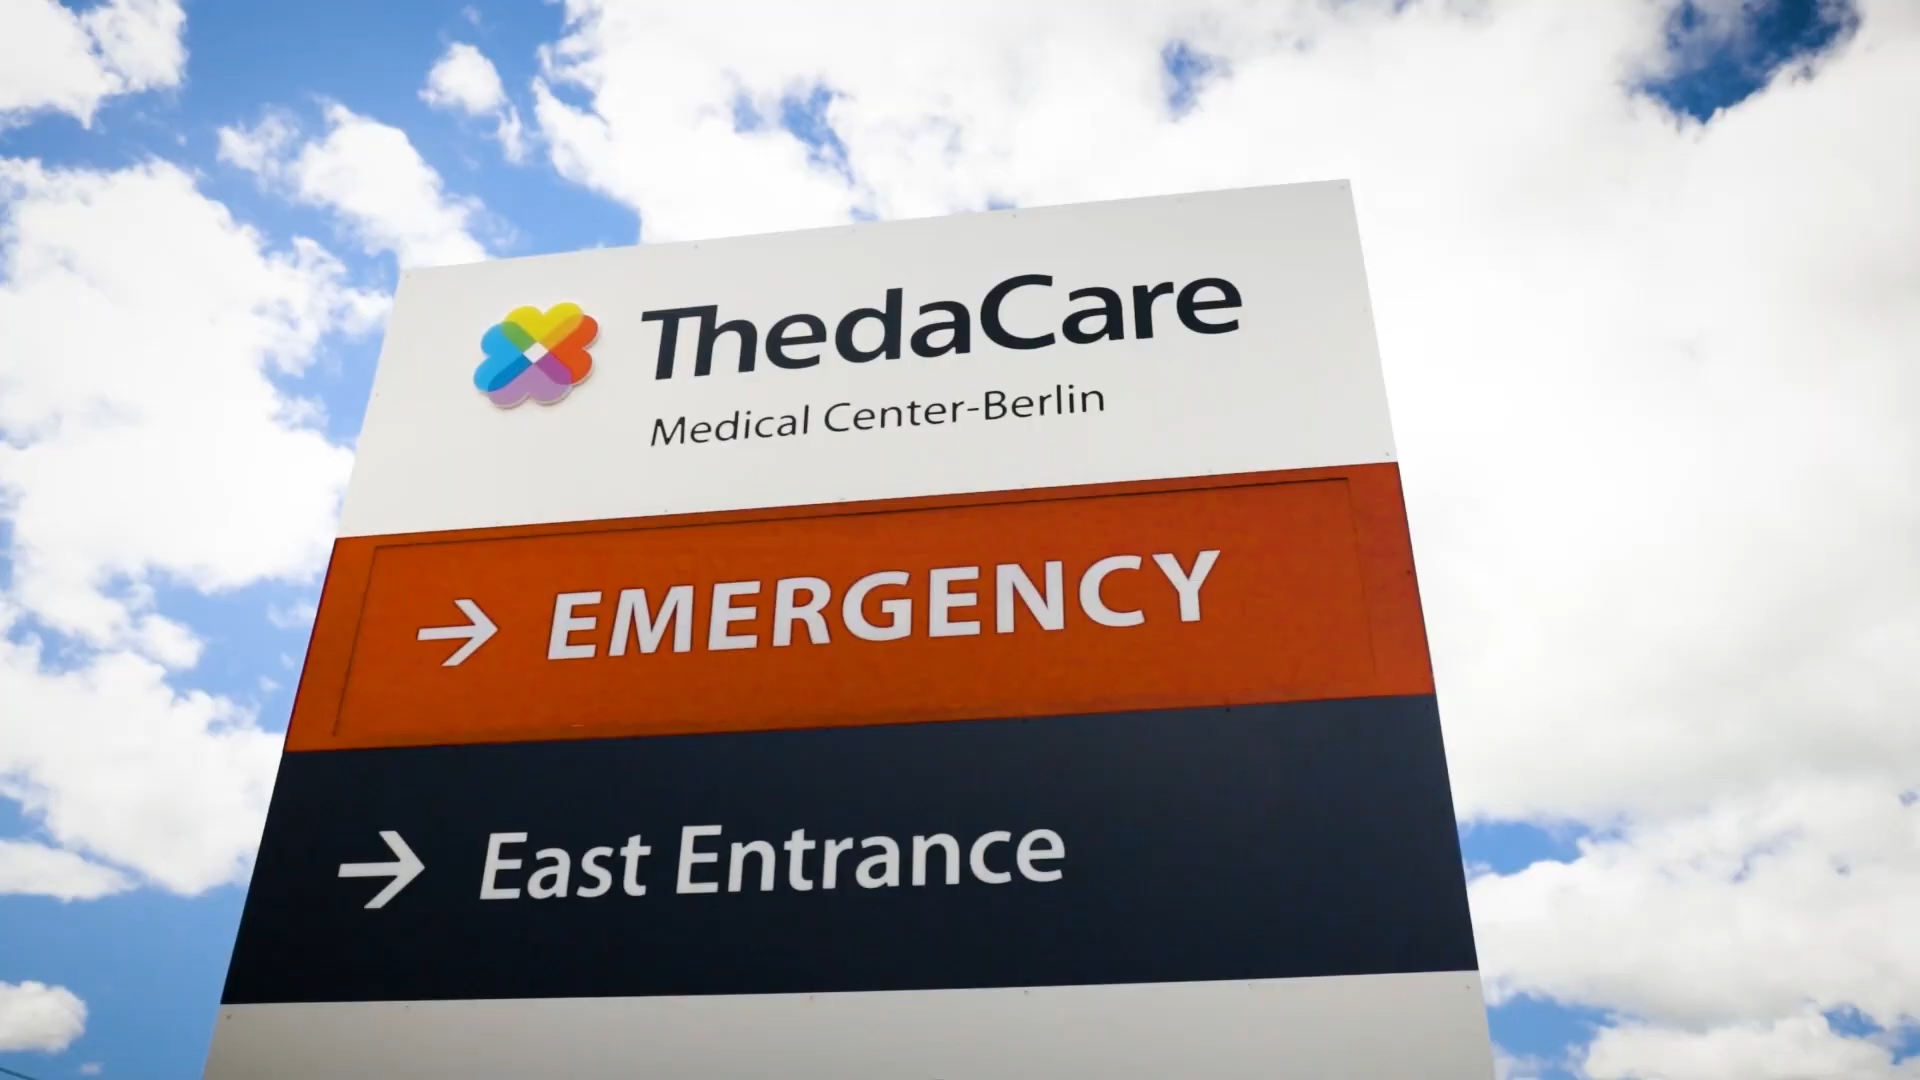 ThedaCare
Medical Center-Berlin
→ EMERGENCY
→ East Entrance